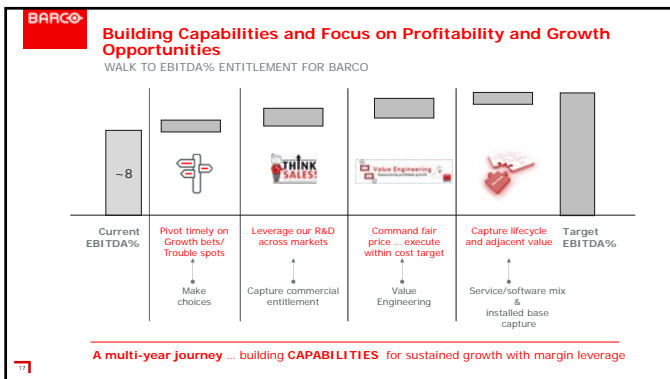 BARCO
Building Capabilities and Focus on Profitability and Growth
Opportunities
WALK TO EBITDA% ENTITLEMENT FOR BARCO
~8
THINK
SALES!
Value Engineering
Current
EBITDA%
Pivot timely on
Growth bets/
Trouble spots
Leverage our R&D
across markets
Command fair
price ... execute
within cost target
Capture lifecycle
and adjacent value
Target
EBITDA%
Make
choices
Capture commercial
entitlement
Value
Engineering
Service/software mix
&
installed base
capture
A multi-year journey ... building CAPABILITIES for sustained growth with margin leverage
17